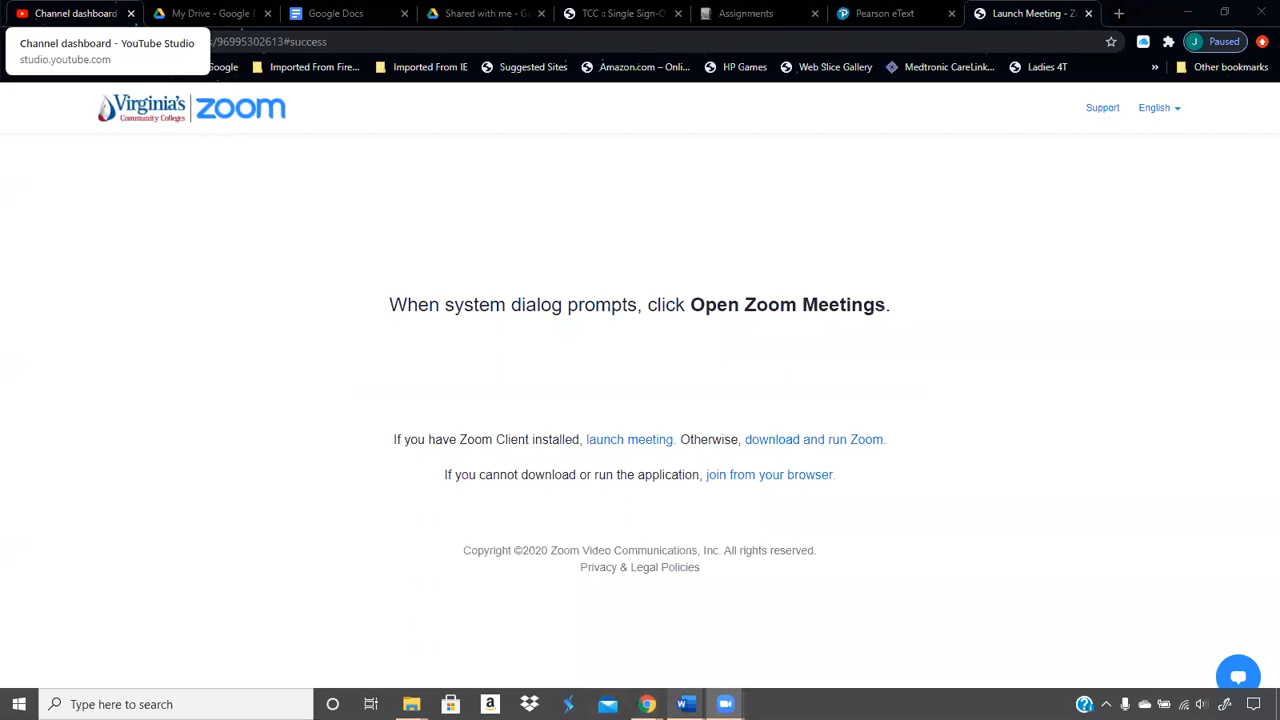 Channel dashboard
My Drive - Google
Google Docs
Shared with me - G
TCC :: Single Sign-O
Assignments
Pearson eText
Launch Meeting - Zo
Channel dashboard - YouTube Studio
studio.youtube.com
/96995302613#success
J Paused
Google
Imported From Fire...
Imported From IE
Suggested Sites
Amazon.com – Onli...
HP Games
Web Slice Gallery
Medtronic CareLink...
Ladies 4T
»
Other bookmarks
Virginia's
Community Colleges
zoom
Support
English
When system dialog prompts, click Open Zoom Meetings.
If you have Zoom Client installed, launch meeting. Otherwise, download and run Zoom.
If you cannot download or run the application, join from your browser.
Copyright ©2020 Zoom Video Communications, Inc. All rights reserved.
Privacy & Legal Policies
Type here to search